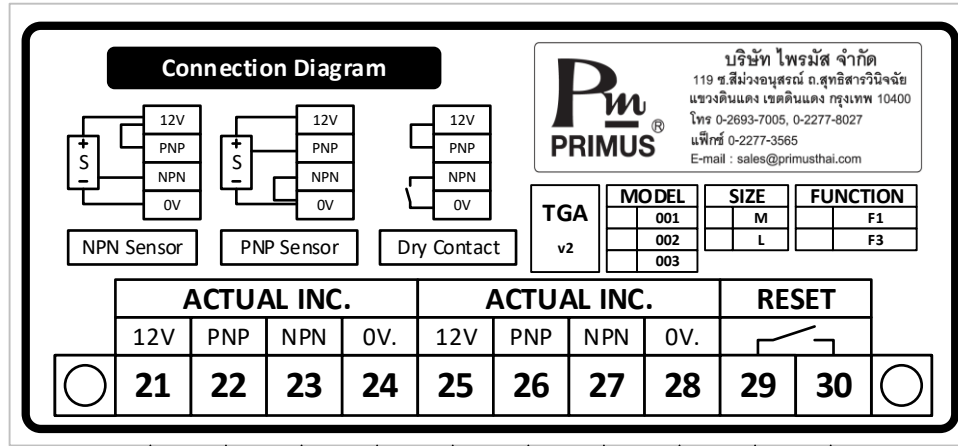 Connection Diagram
Pm
PRIMUS
®
บริษัท ไพรมัส จำกัด
119 ซ.สีม่วงอนุสรณ์ ถ.สุทธิสารวินิจฉัย
แขวงดินแดง เขตดินแดง กรุงเทพ 10400
โทร 0-2693-7005, 0-2277-8027
แฟ็กซ์ 0-2277-3565
E-mail : sales@primusthai.com
+
S
−
12V
PNP
NPN
0V
NPN Sensor
+
S
−
12V
PNP
NPN
0V
PNP Sensor
12V
PNP
NPN
0V
Dry Contact
TGA
v2
MODEL
001
002
003
SIZE
M
L
FUNCTION
F1
F3
ACTUAL INC. ACTUAL INC. RESET
12V PNP NPN 0V. 12V PNP NPN 0V.
21 22 23 24 25 26 27 28 29 30